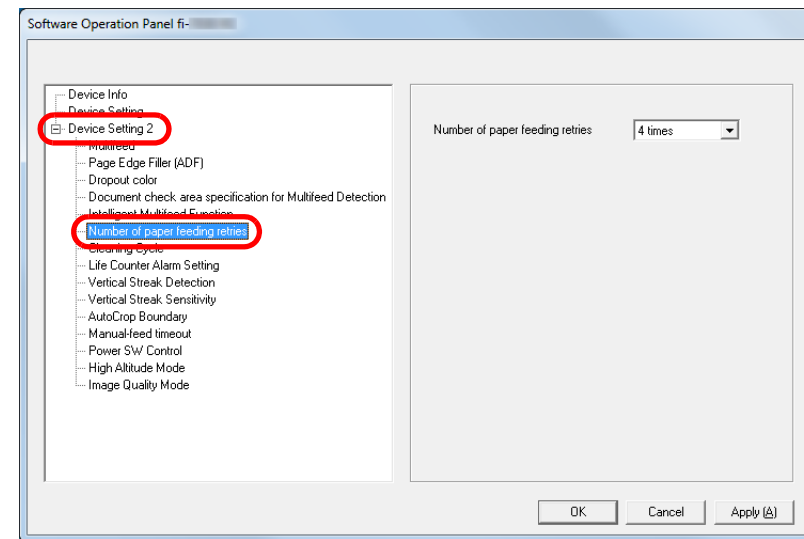 Software Operation Panel fi-
Device Info
Device Setting
Device Setting 2
Multifeed
Page Edge Filler (ADF)
Dropout color
Document check area specification for Multifeed Detection
Intelligent Multifeed Function
Number of paper feeding retries
Cleaning Cycle
Life Counter Alarm Setting
Vertical Streak Detection
Vertical Streak Sensitivity
AutoCrop Boundary
Manual-feed timeout
Power SW Control
High Altitude Mode
Image Quality Mode
Number of paper feeding retries 4 times
OK Cancel Apply (A)